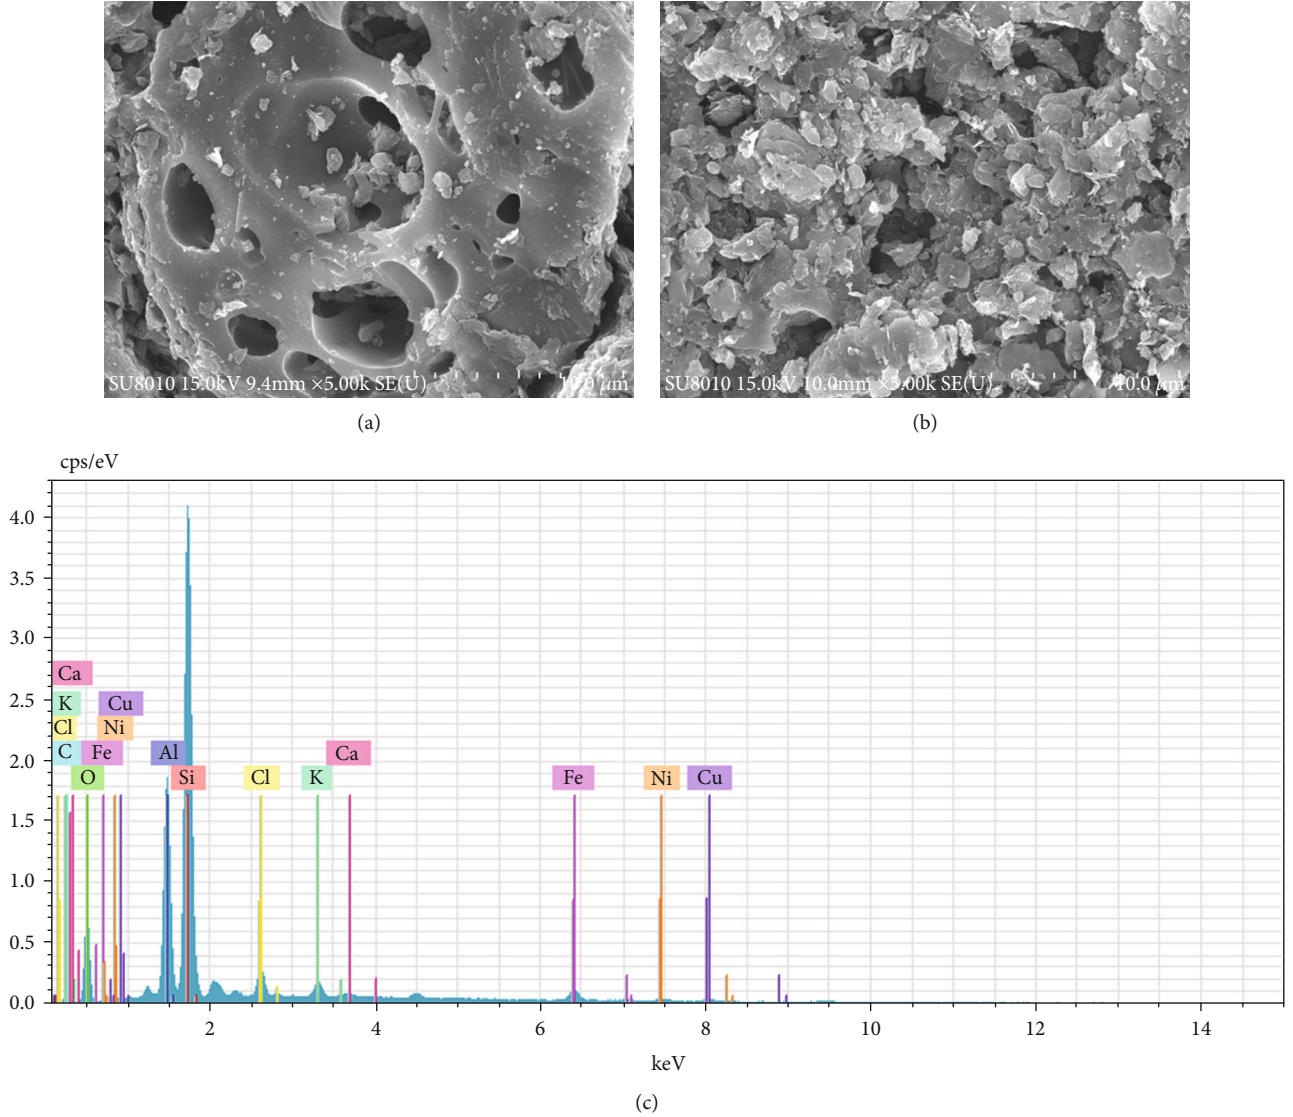 SU8010 15.0kV 9.4mm ×5.00k SE(U) 10.0 μm
SU8010 15.0kV 10.0mm ×5.00k SE(U) 10.0 μm
(a)
(b)
cps/eV
4.0
3.5
3.0
2.5
2.0
1.5
1.0
0.5
0.0
Ca
K Cu
Cl Ni
C Fe Al Ca
O Si Cl K Fe Ni Cu
2 4 6 8 10 12 14
keV
(c)